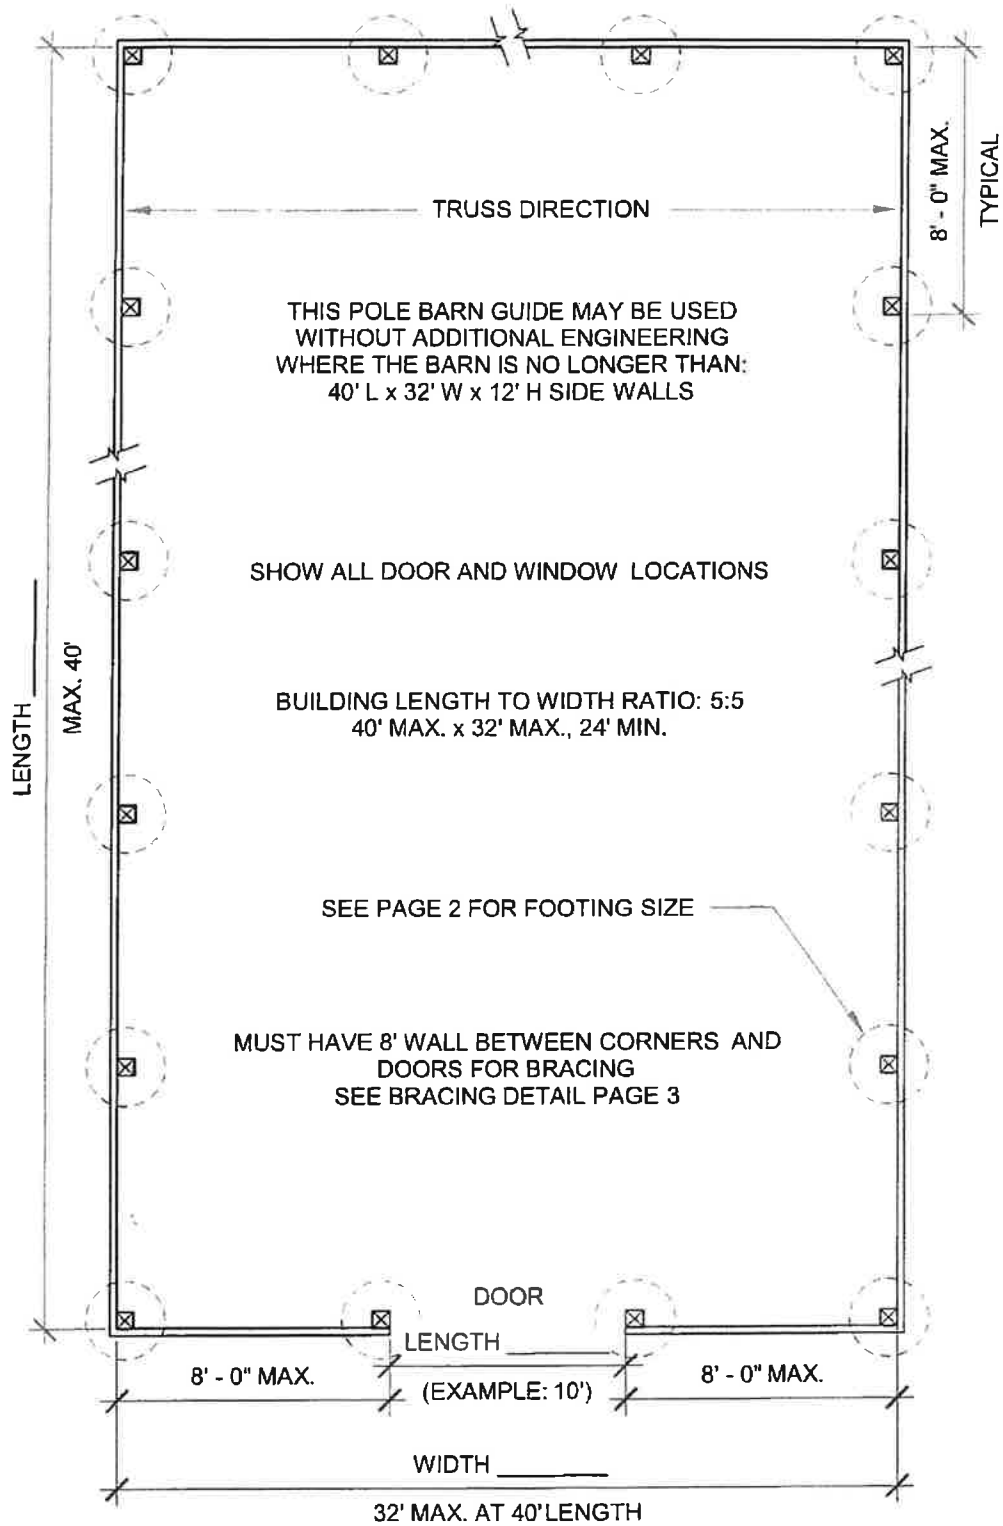 8' - 0" MAX.
TYPICAL
TRUSS DIRECTION
THIS POLE BARN GUIDE MAY BE USED
WITHOUT ADDITIONAL ENGINEERING
WHERE THE BARN IS NO LONGER THAN:
40' L x 32' W x 12' H SIDE WALLS
SHOW ALL DOOR AND WINDOW LOCATIONS
LENGTH ______
MAX. 40'
BUILDING LENGTH TO WIDTH RATIO: 5:5
40' MAX. x 32' MAX., 24' MIN.
SEE PAGE 2 FOR FOOTING SIZE
MUST HAVE 8' WALL BETWEEN CORNERS AND
DOORS FOR BRACING
SEE BRACING DETAIL PAGE 3
DOOR
LENGTH ______
8' - 0" MAX.
(EXAMPLE: 10')
8' - 0" MAX.
WIDTH ______
32' MAX. AT 40' LENGTH